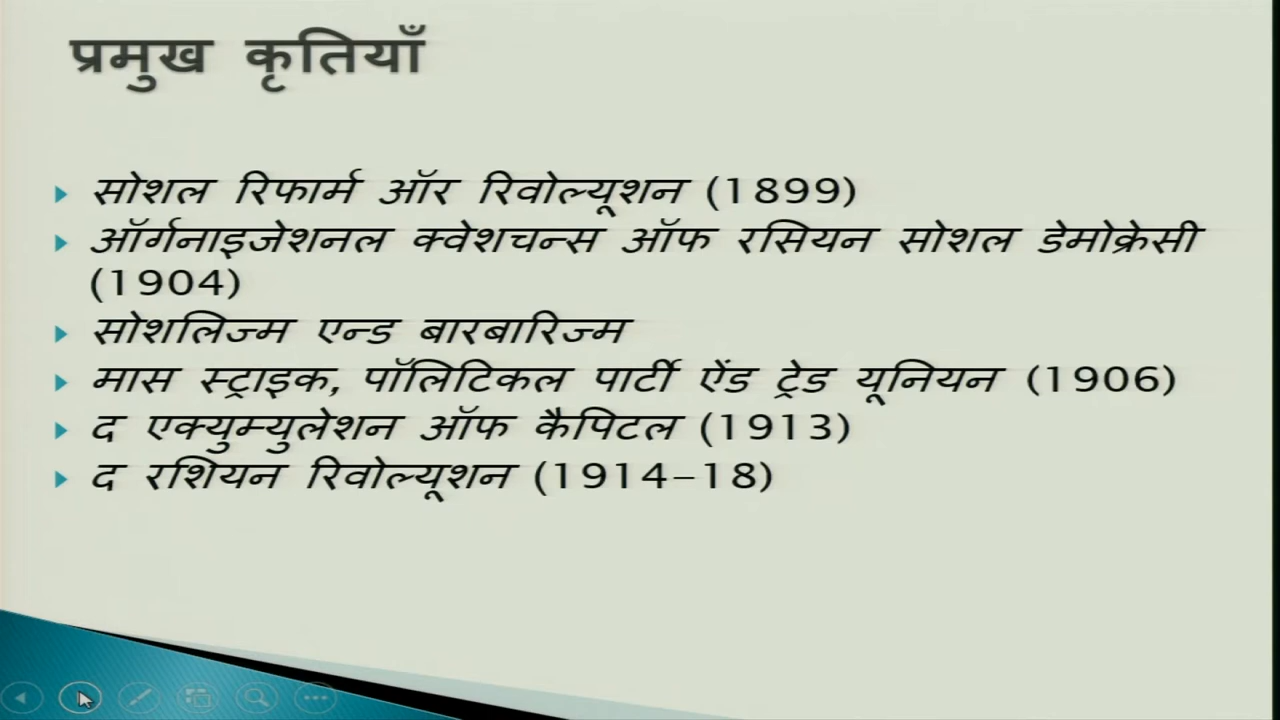 प्रमुख कृतियाँ
सोशल रिफार्म ऑर रिवोल्यूशन (1899)
ऑर्गनाइजेशनल क्वेशचन्स ऑफ रसियन सोशल डेमोक्रेसी
(1904)
सोशलिज्म एन्ड बारबारिज्म
मास स्ट्राइक, पॉलिटिकल पार्टी ऐंड ट्रेड यूनियन (1906)
द एक्युम्युलेशन ऑफ कैपिटल (1913)
द रशियन रिवोल्यूशन (1914–18)